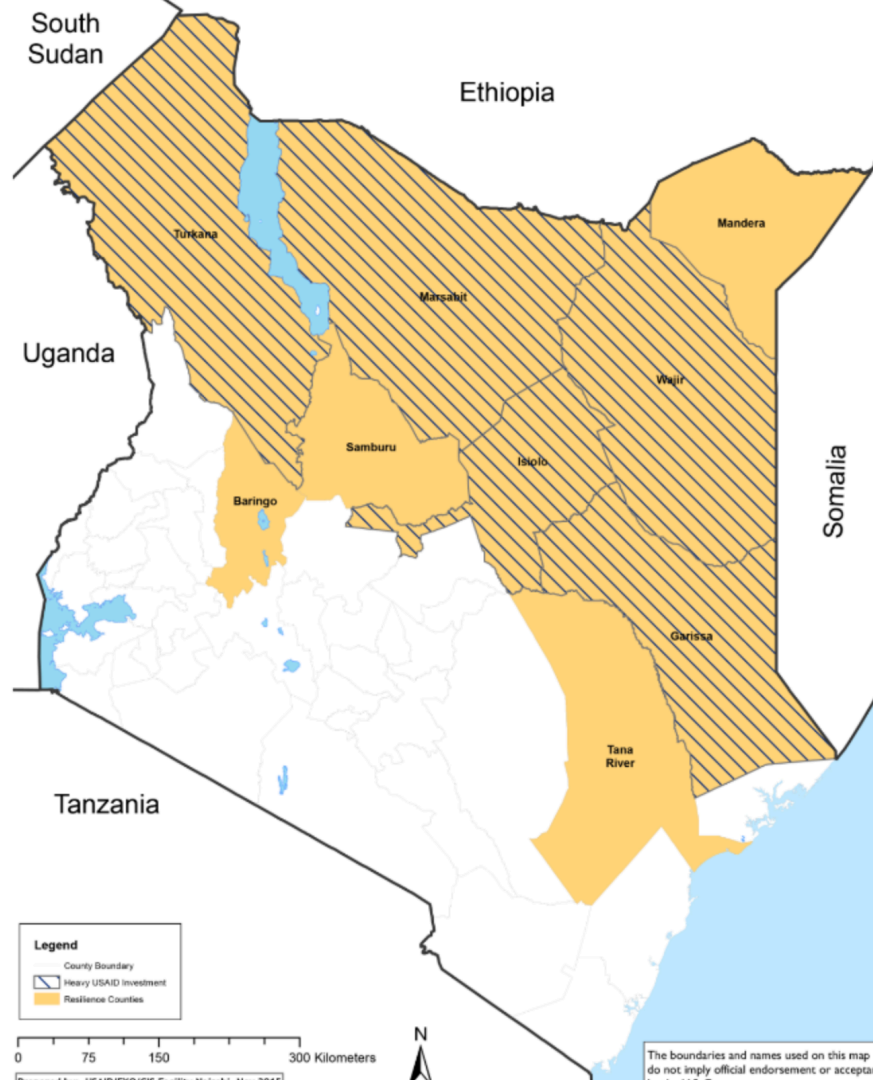 South
Sudan
Ethiopia
Mandera
Turkana
Marsabit
Uganda
Wajir
Samburu
Isiolo
Somalia
Baringo
Garissa
Tana
River
Tanzania
Legend
County Boundary
Heavy USAID Investment
Resilience Counties
N
0 75 150 300 Kilometers
The boundaries and names used on this map
do not imply official endorsement or accepta